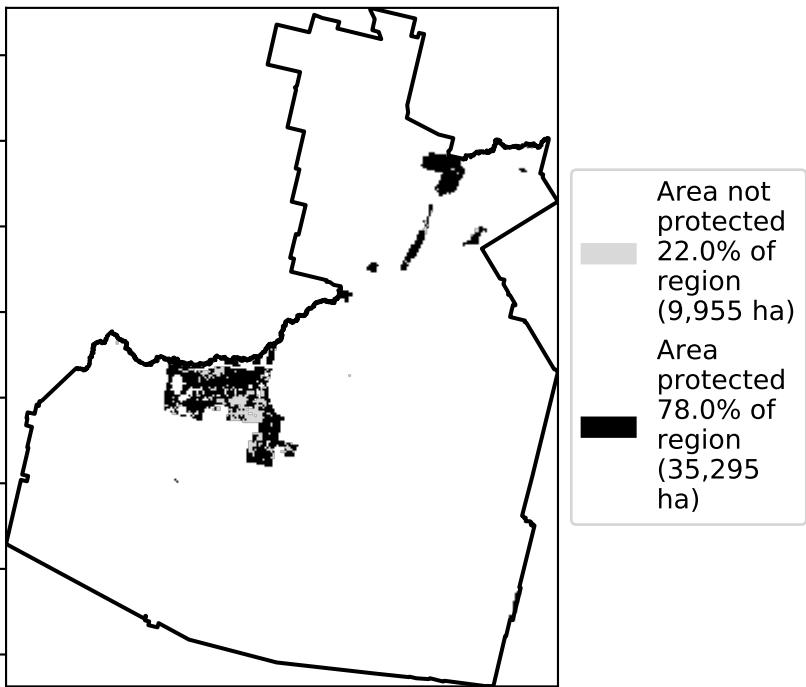 Area not
protected
22.0% of
region
(9,955 ha)
Area
protected
78.0% of
region
(35,295
ha)